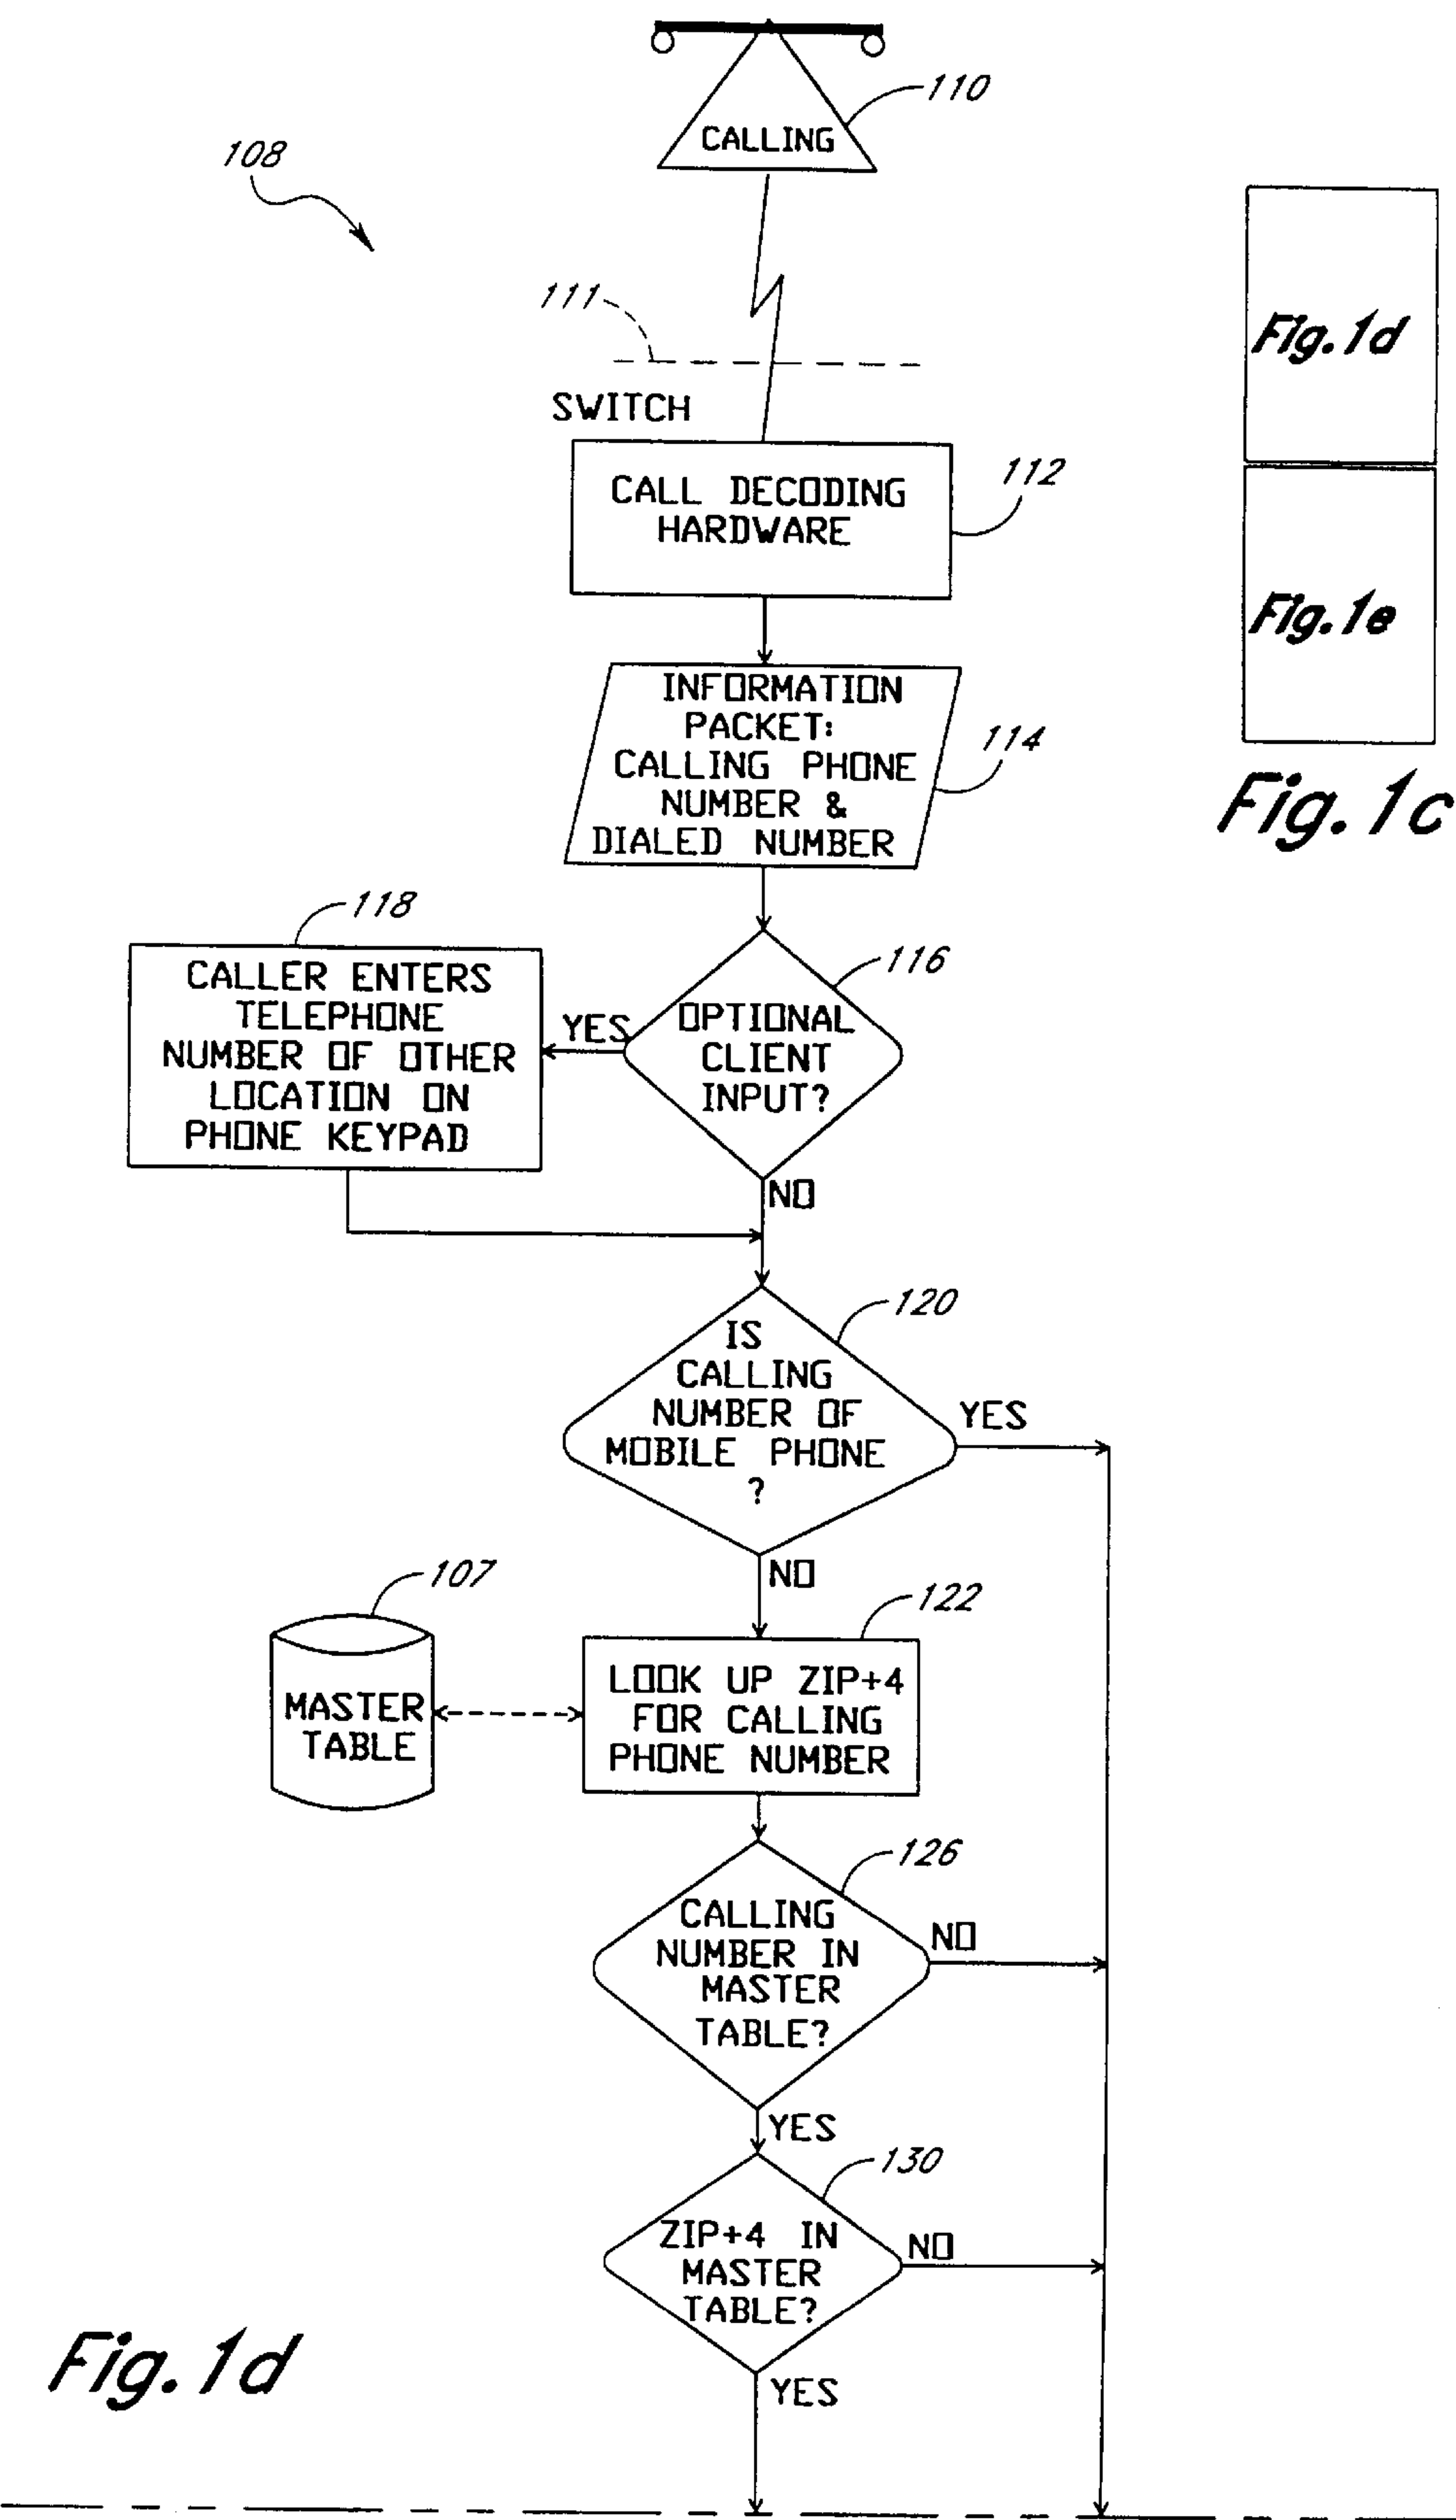 110
CALLING
108
111
SWITCH
Fig. 1d
112
CALL DECODING
HARDWARE
Fig. 1e
INFORMATION
PACKET:
CALLING PHONE
NUMBER &
DIALED NUMBER
114
Fig. 1c
118
CALLER ENTERS
TELEPHONE
NUMBER OF OTHER
LOCATION ON
PHONE KEYPAD
YES
116
OPTIONAL
CLIENT
INPUT?
NO
120
IS
CALLING
NUMBER OF
MOBILE PHONE
?
YES
NO
107
MASTER
TABLE
122
LOOK UP ZIP+4
FOR CALLING
PHONE NUMBER
126
CALLING
NUMBER IN
MASTER
TABLE?
NO
YES
130
ZIP+4 IN
MASTER
TABLE?
NO
YES
Fig. 1d